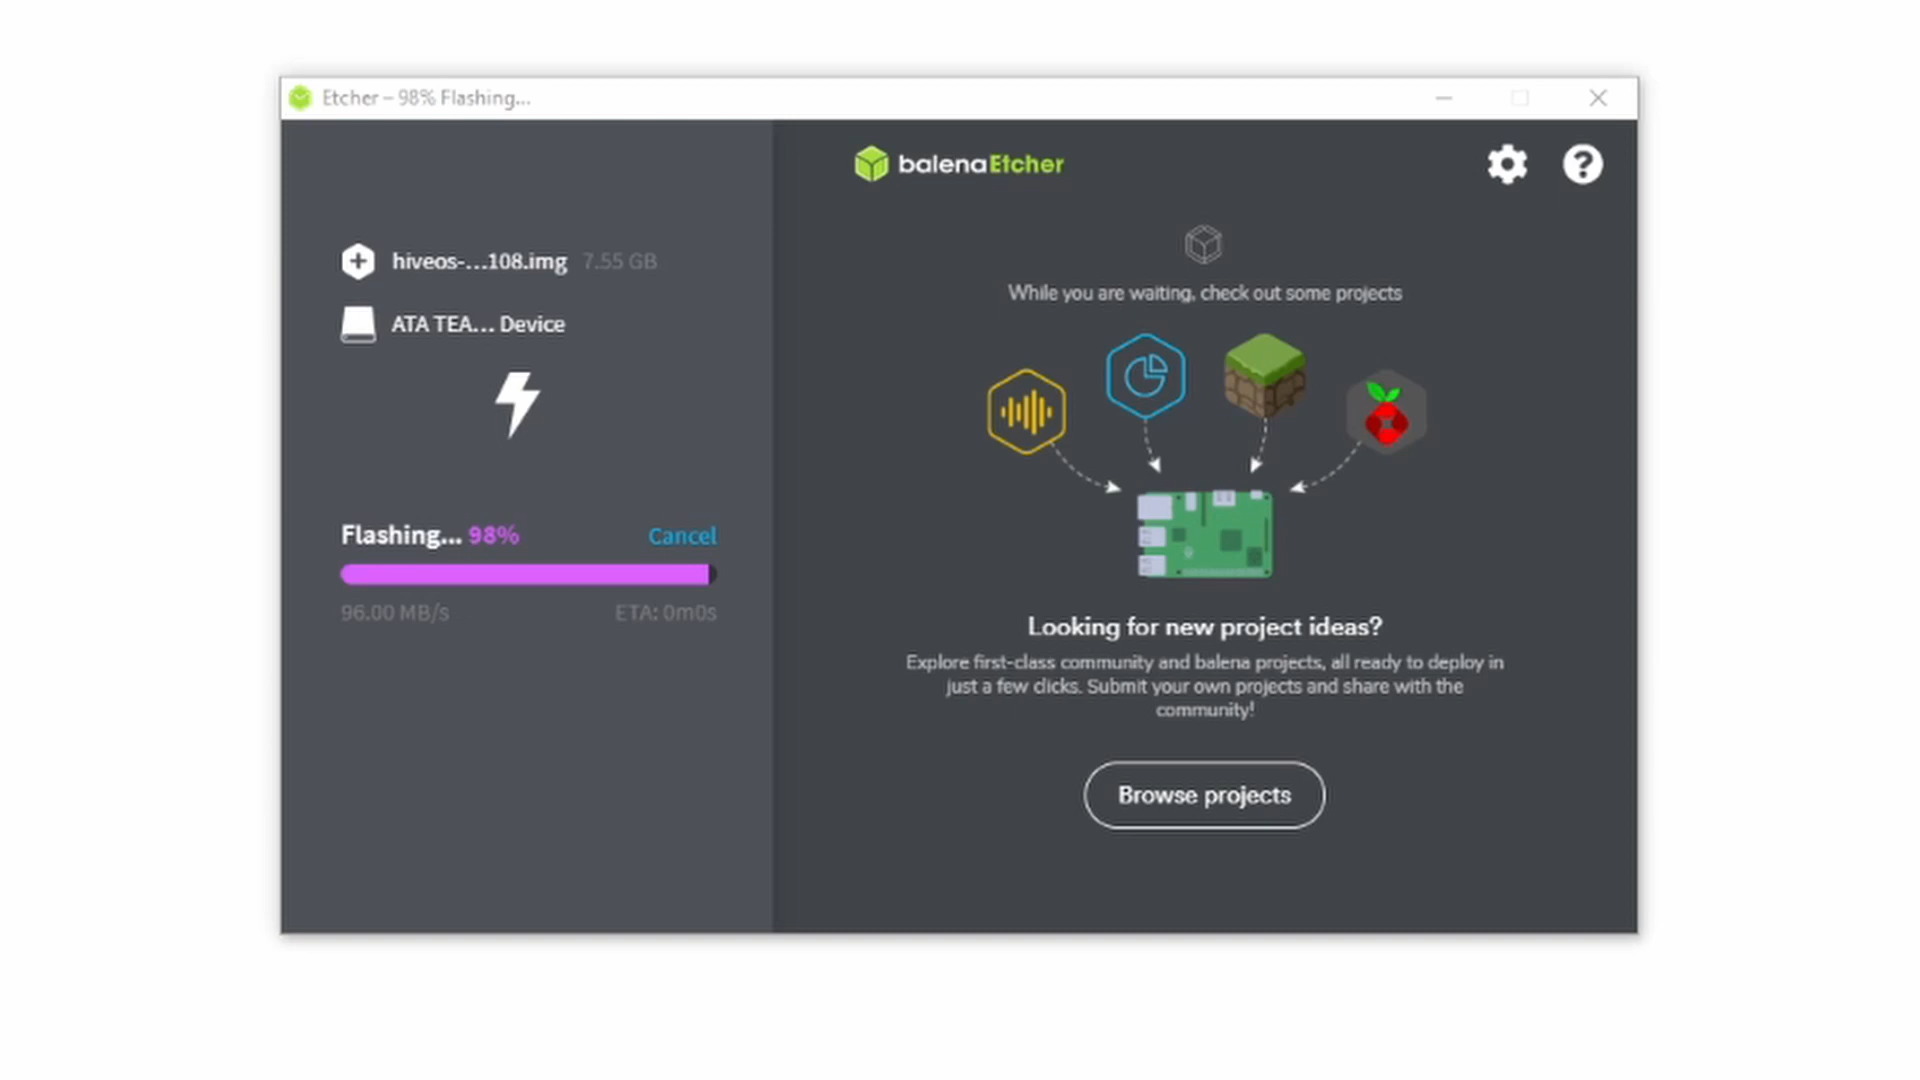 Etcher – 98% Flashing...
balenaEtcher
hiveos-...108.img 7.55 GB
ATA TEA... Device
Flashing... 98% Cancel
96.00 MB/s ETA: 0m0s
While you are waiting, check out some projects
Looking for new project ideas?
Explore first-class community and balena projects, all ready to deploy in
just a few clicks. Submit your own projects and share with the
community!
Browse projects